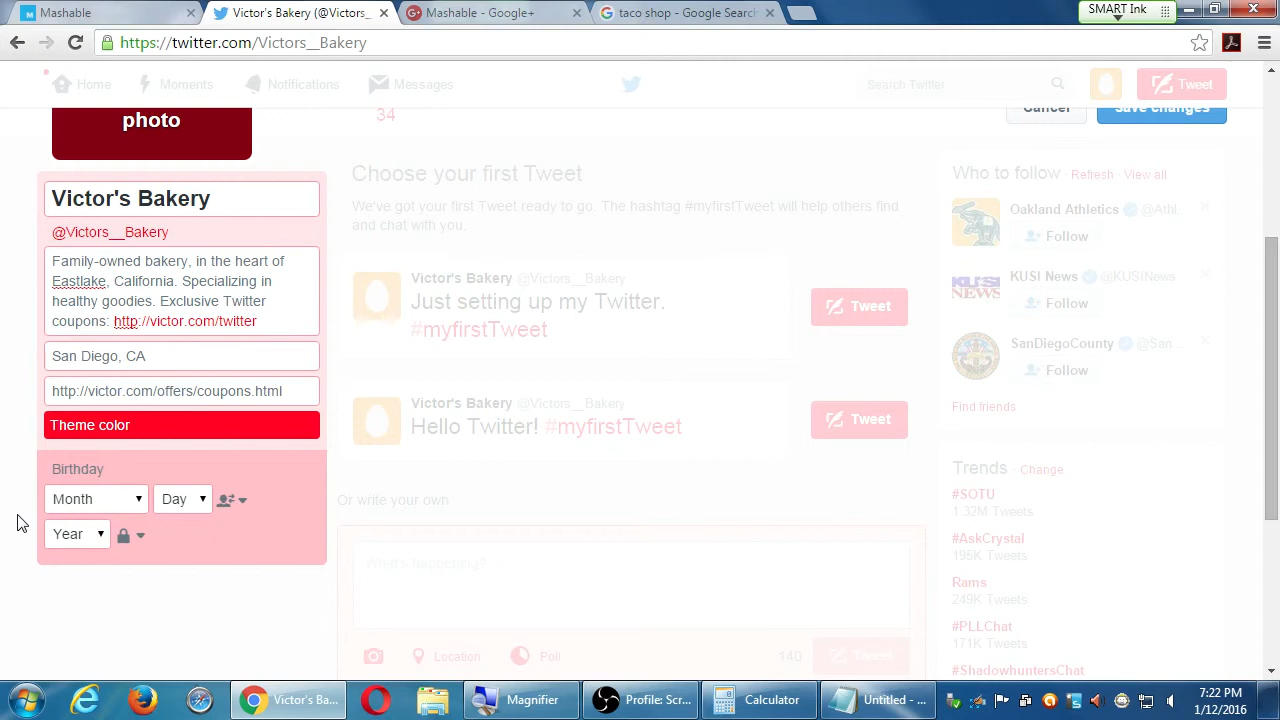 Mashable
Victor's Bakery (@Victors_
Mashable - Google+
taco shop - Google Search
SMART Ink
https://twitter.com/Victors__Bakery
Home
Moments
Notifications
Messages
Search Twitter
Tweet
photo
34
Cancel
Save changes
Victor's Bakery
@Victors__Bakery
Family-owned bakery, in the heart of
Eastlake, California. Specializing in
healthy goodies. Exclusive Twitter
coupons: http://victor.com/twitter
San Diego, CA
http://victor.com/offers/coupons.html
Theme color
Birthday
Month
Day
Year
Choose your first Tweet
We've got your first Tweet ready to go. The hashtag #myfirstTweet will help others find
and chat with you.
Victor's Bakery @Victors__Bakery
Just setting up my Twitter.
#myfirstTweet
Tweet
Victor's Bakery @Victors__Bakery
Hello Twitter! #myfirstTweet
Tweet
Or write your own
What's happening?
Location
Poll
140
Tweet
Who to follow · Refresh · View all
Oakland Athletics @Athl...
Follow
KUSI NEWS
KUSI News @KUSINews
Follow
SanDiegoCounty @San ...
Follow
Find friends
Trends · Change
#SOTU
1.32M Tweets
#AskCrystal
195K Tweets
Rams
249K Tweets
#PLLChat
171K Tweets
#ShadowhuntersChat
Victor's Ba...
Magnifier
Profile: Scr...
Calculator
Untitled - ...
7:22 PM
1/12/2016